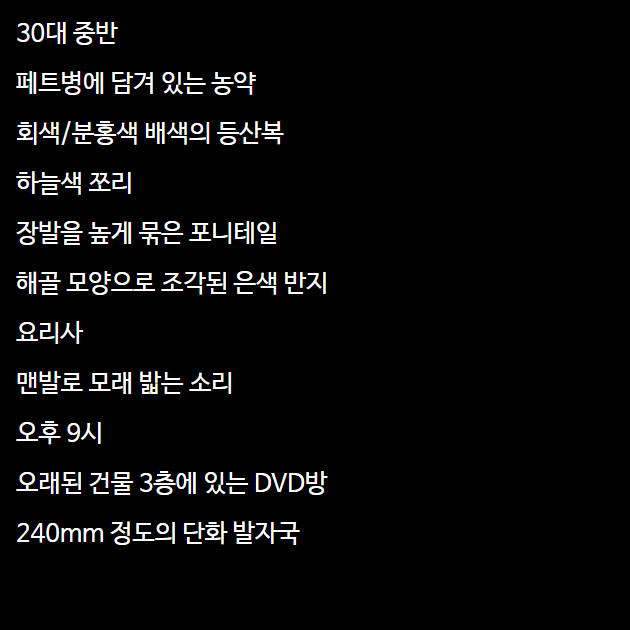 30대 중반
페트병에 담겨 있는 농약
회색/분홍색 배색의 등산복
하늘색 쪼리
장발을 높게 묶은 포니테일
해골 모양으로 조각된 은색 반지
요리사
맨발로 모래 밟는 소리
오후 9시
오래된 건물 3층에 있는 DVD방
240mm 정도의 단화 발자국